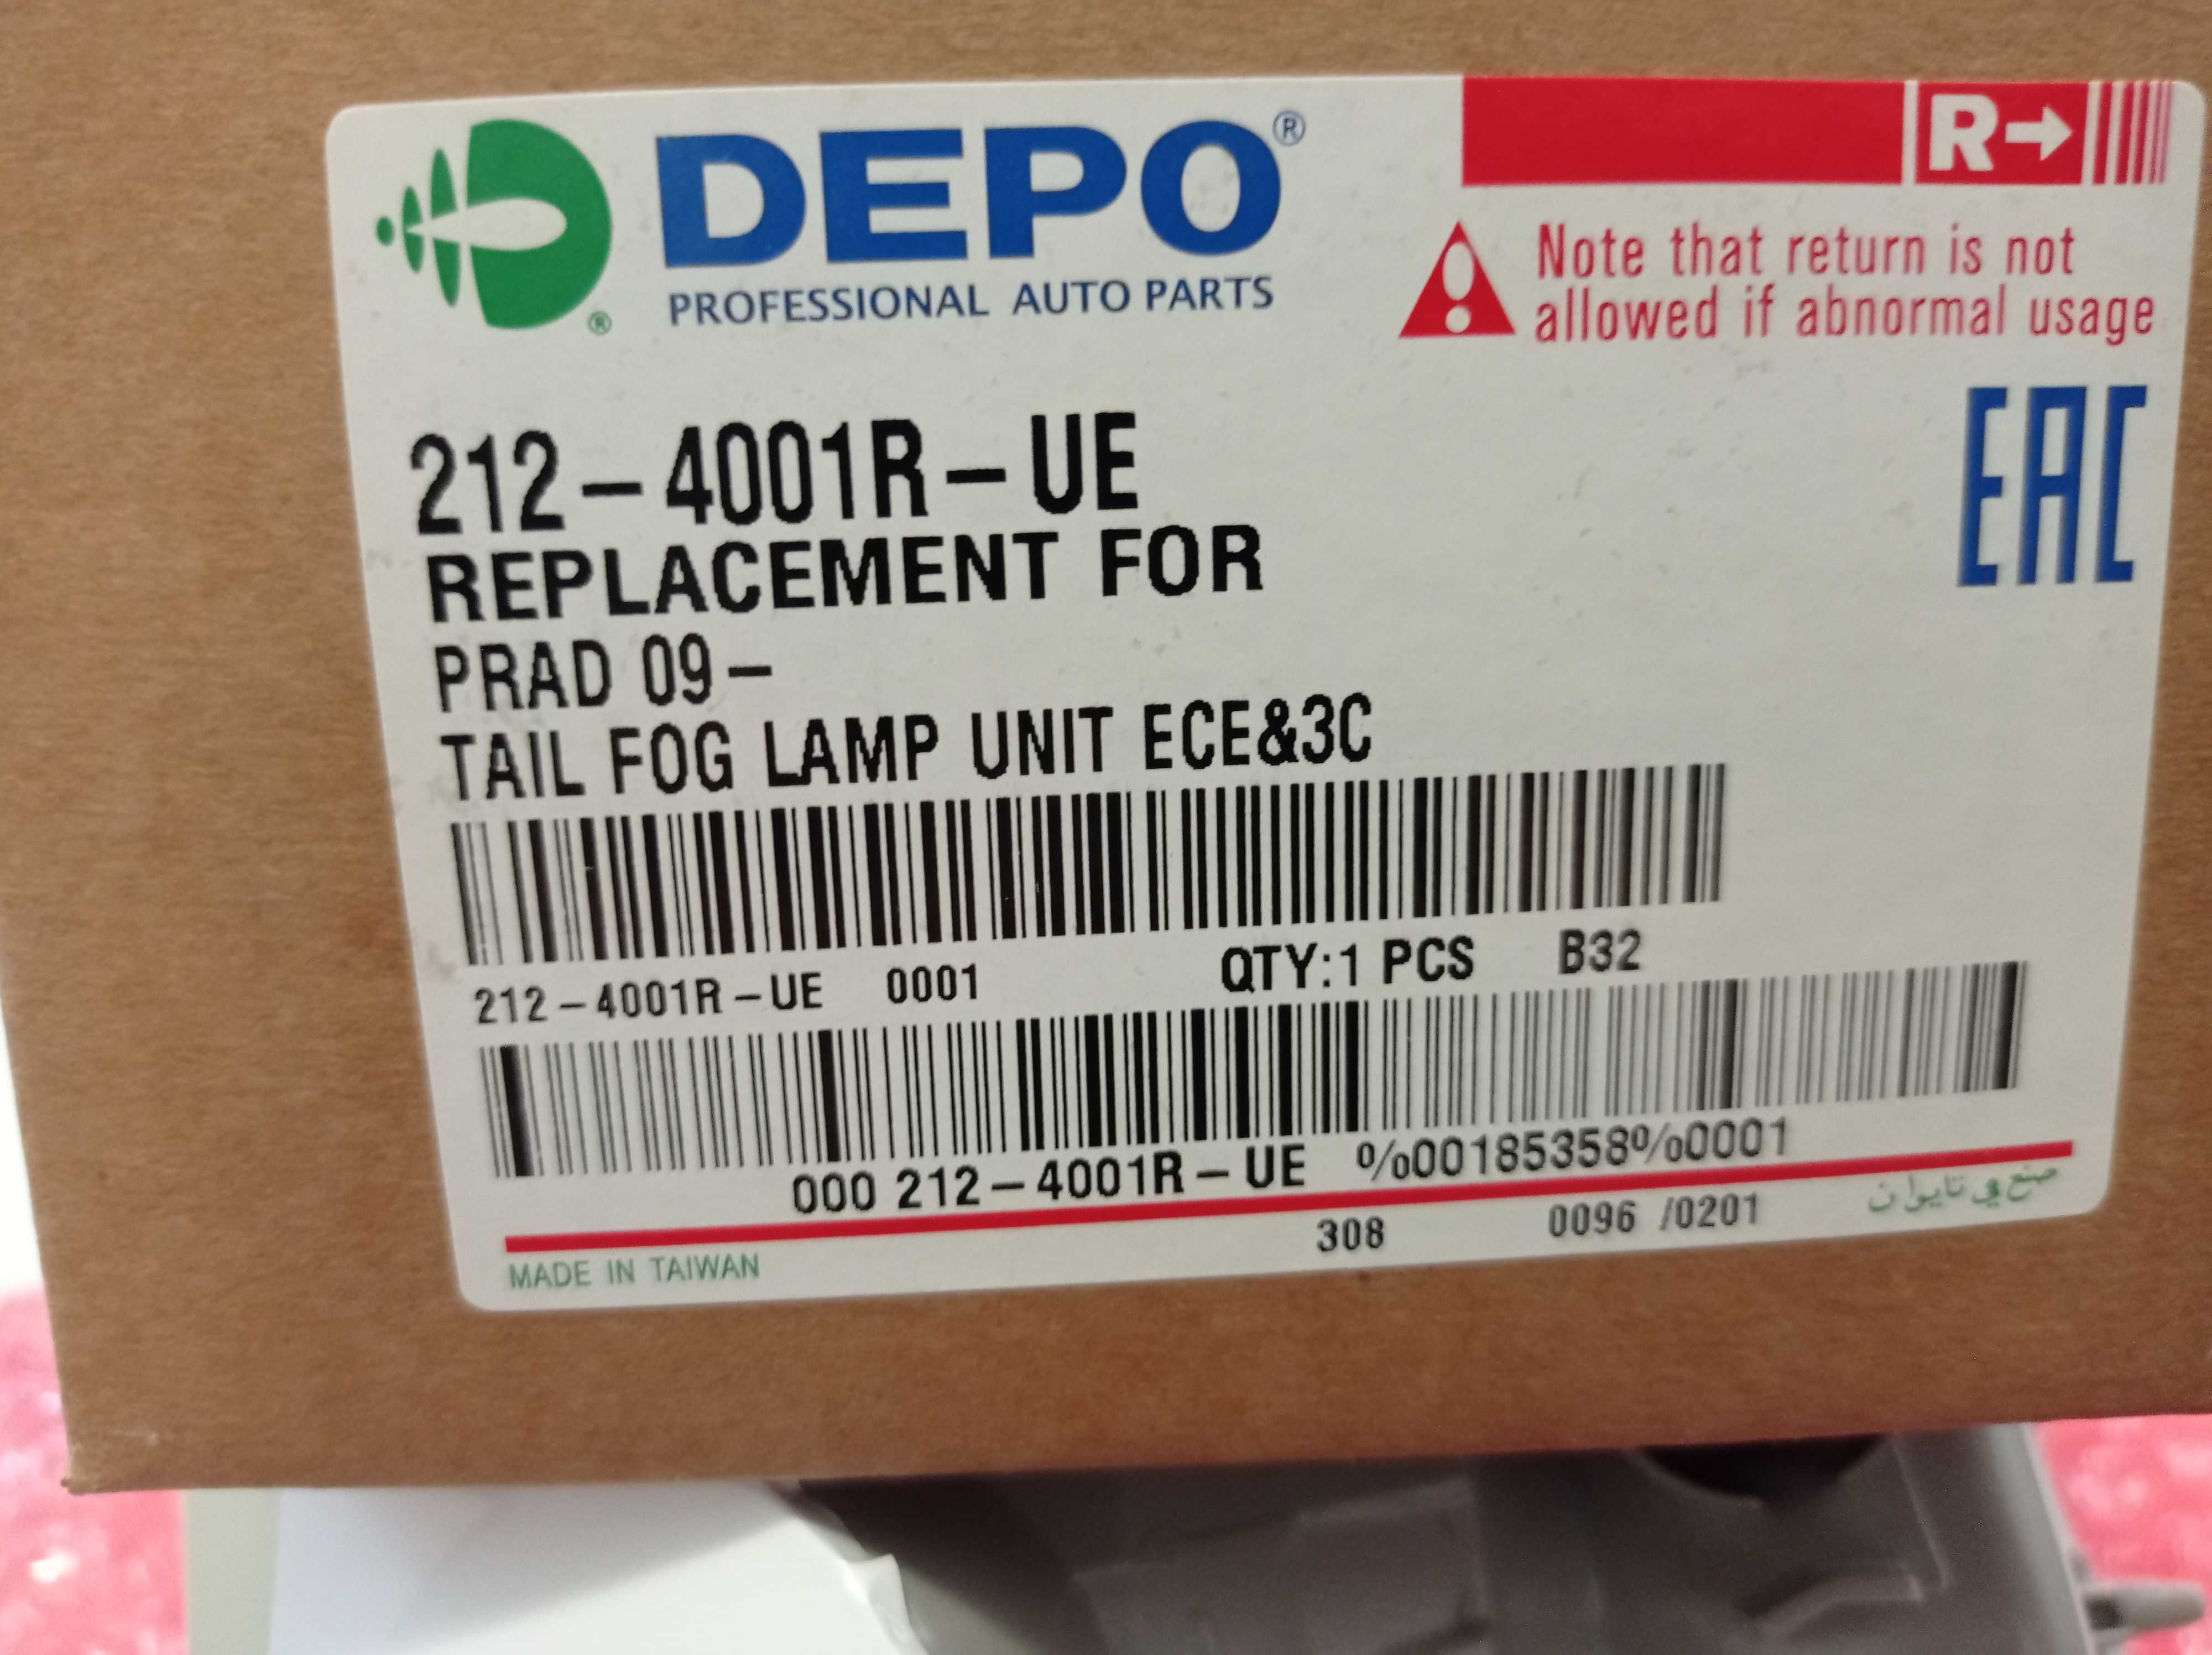 DEPO®
PROFESSIONAL AUTO PARTS
®
R→
Note that return is not
allowed if abnormal usage
EAC
212-4001R-UE
REPLACEMENT FOR
PRAD 09-
TAIL FOG LAMP UNIT ECE&3C
212-4001R-UE 0001 QTY:1 PCS B32
000 212-4001R-UE %00185358%0001
MADE IN TAIWAN 308 0096 /0201 صنع في تايوان